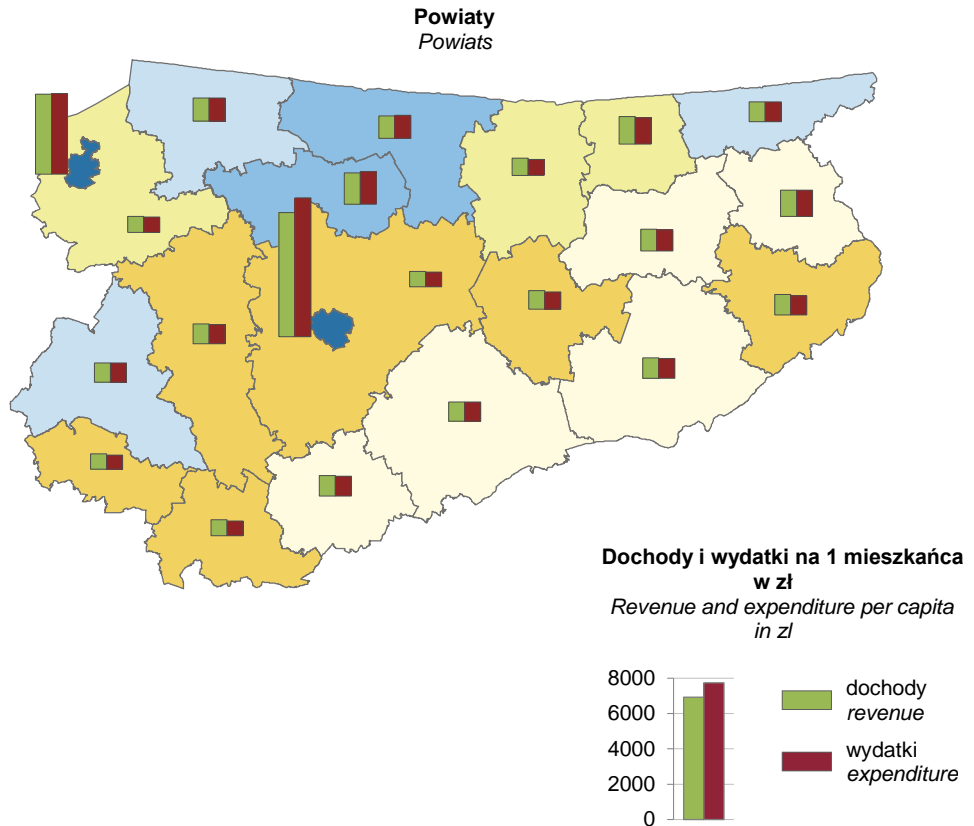 Powiaty
Powiats
Dochody i wydatki na 1 mieszkańca
w zł
Revenue and expenditure per capita
in zl
8000
6000
4000
2000
0
dochody
revenue
wydatki
expenditure